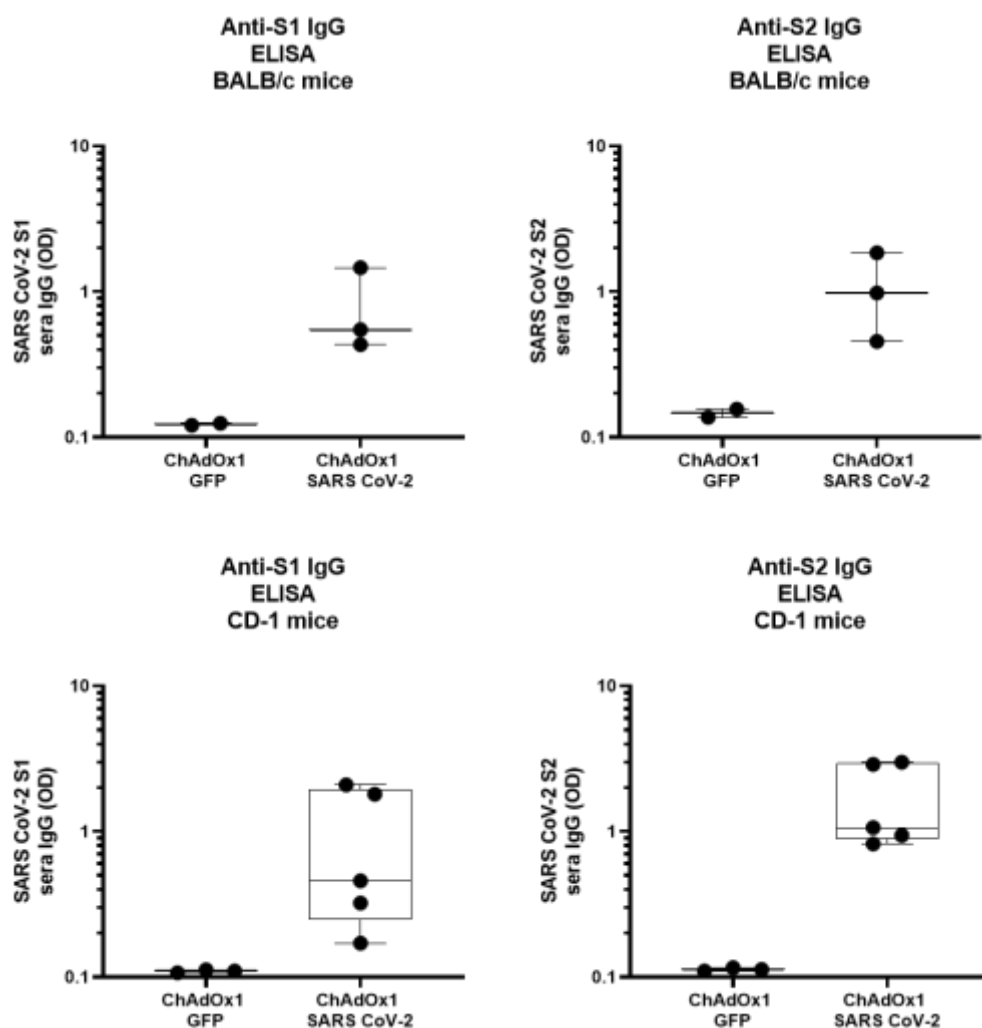 Anti-S1 IgG
ELISA
BALB/c mice
SARS CoV-2 S1
sera IgG (OD)
10
1
0.1
ChAdOx1
GFP
ChAdOx1
SARS CoV-2
Anti-S2 IgG
ELISA
BALB/c mice
SARS CoV-2 S2
sera IgG (OD)
10
1
0.1
ChAdOx1
GFP
ChAdOx1
SARS CoV-2
Anti-S1 IgG
ELISA
CD-1 mice
SARS CoV-2 S1
sera IgG (OD)
10
1
0.1
ChAdOx1
GFP
ChAdOx1
SARS CoV-2
Anti-S2 IgG
ELISA
CD-1 mice
SARS CoV-2 S2
sera IgG (OD)
10
1
0.1
ChAdOx1
GFP
ChAdOx1
SARS CoV-2